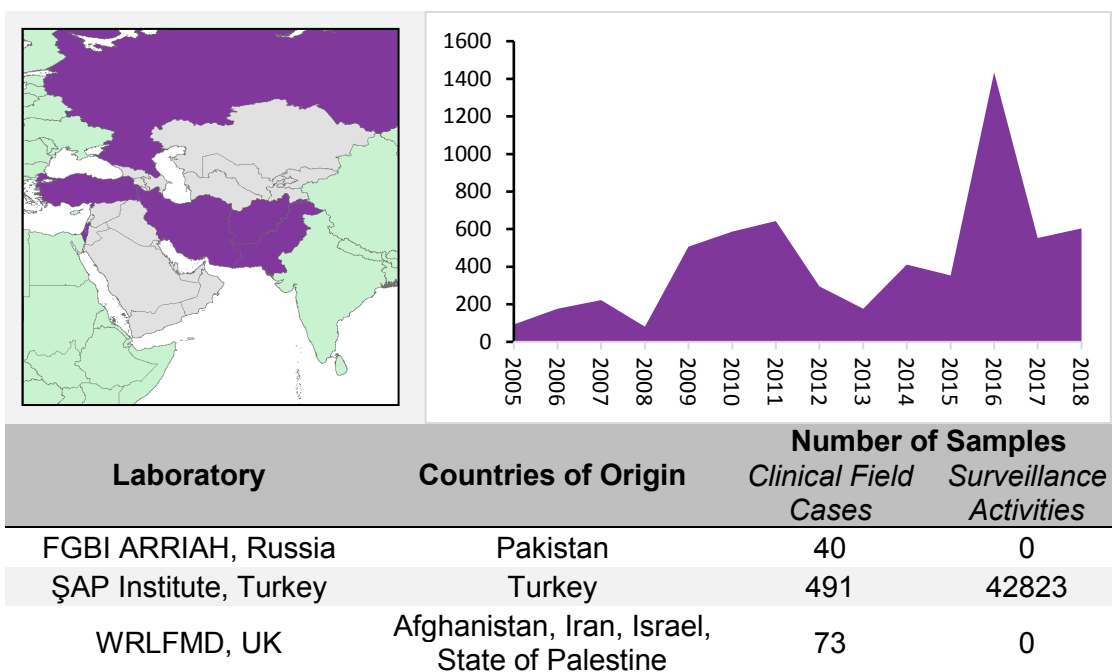 1600
1400
1200
1000
800
600
400
200
0
2005
2006
2007
2008
2009
2010
2011
2012
2013
2014
2015
2016
2017
2018
Laboratory
Countries of Origin
Number of Samples
Clinical Field
Cases
Surveillance
Activities
FGBI ARRIAH, Russia
Pakistan
40
0
ŞAP Institute, Turkey
Turkey
491
42823
WRLFMD, UK
Afghanistan, Iran, Israel,
State of Palestine
73
0